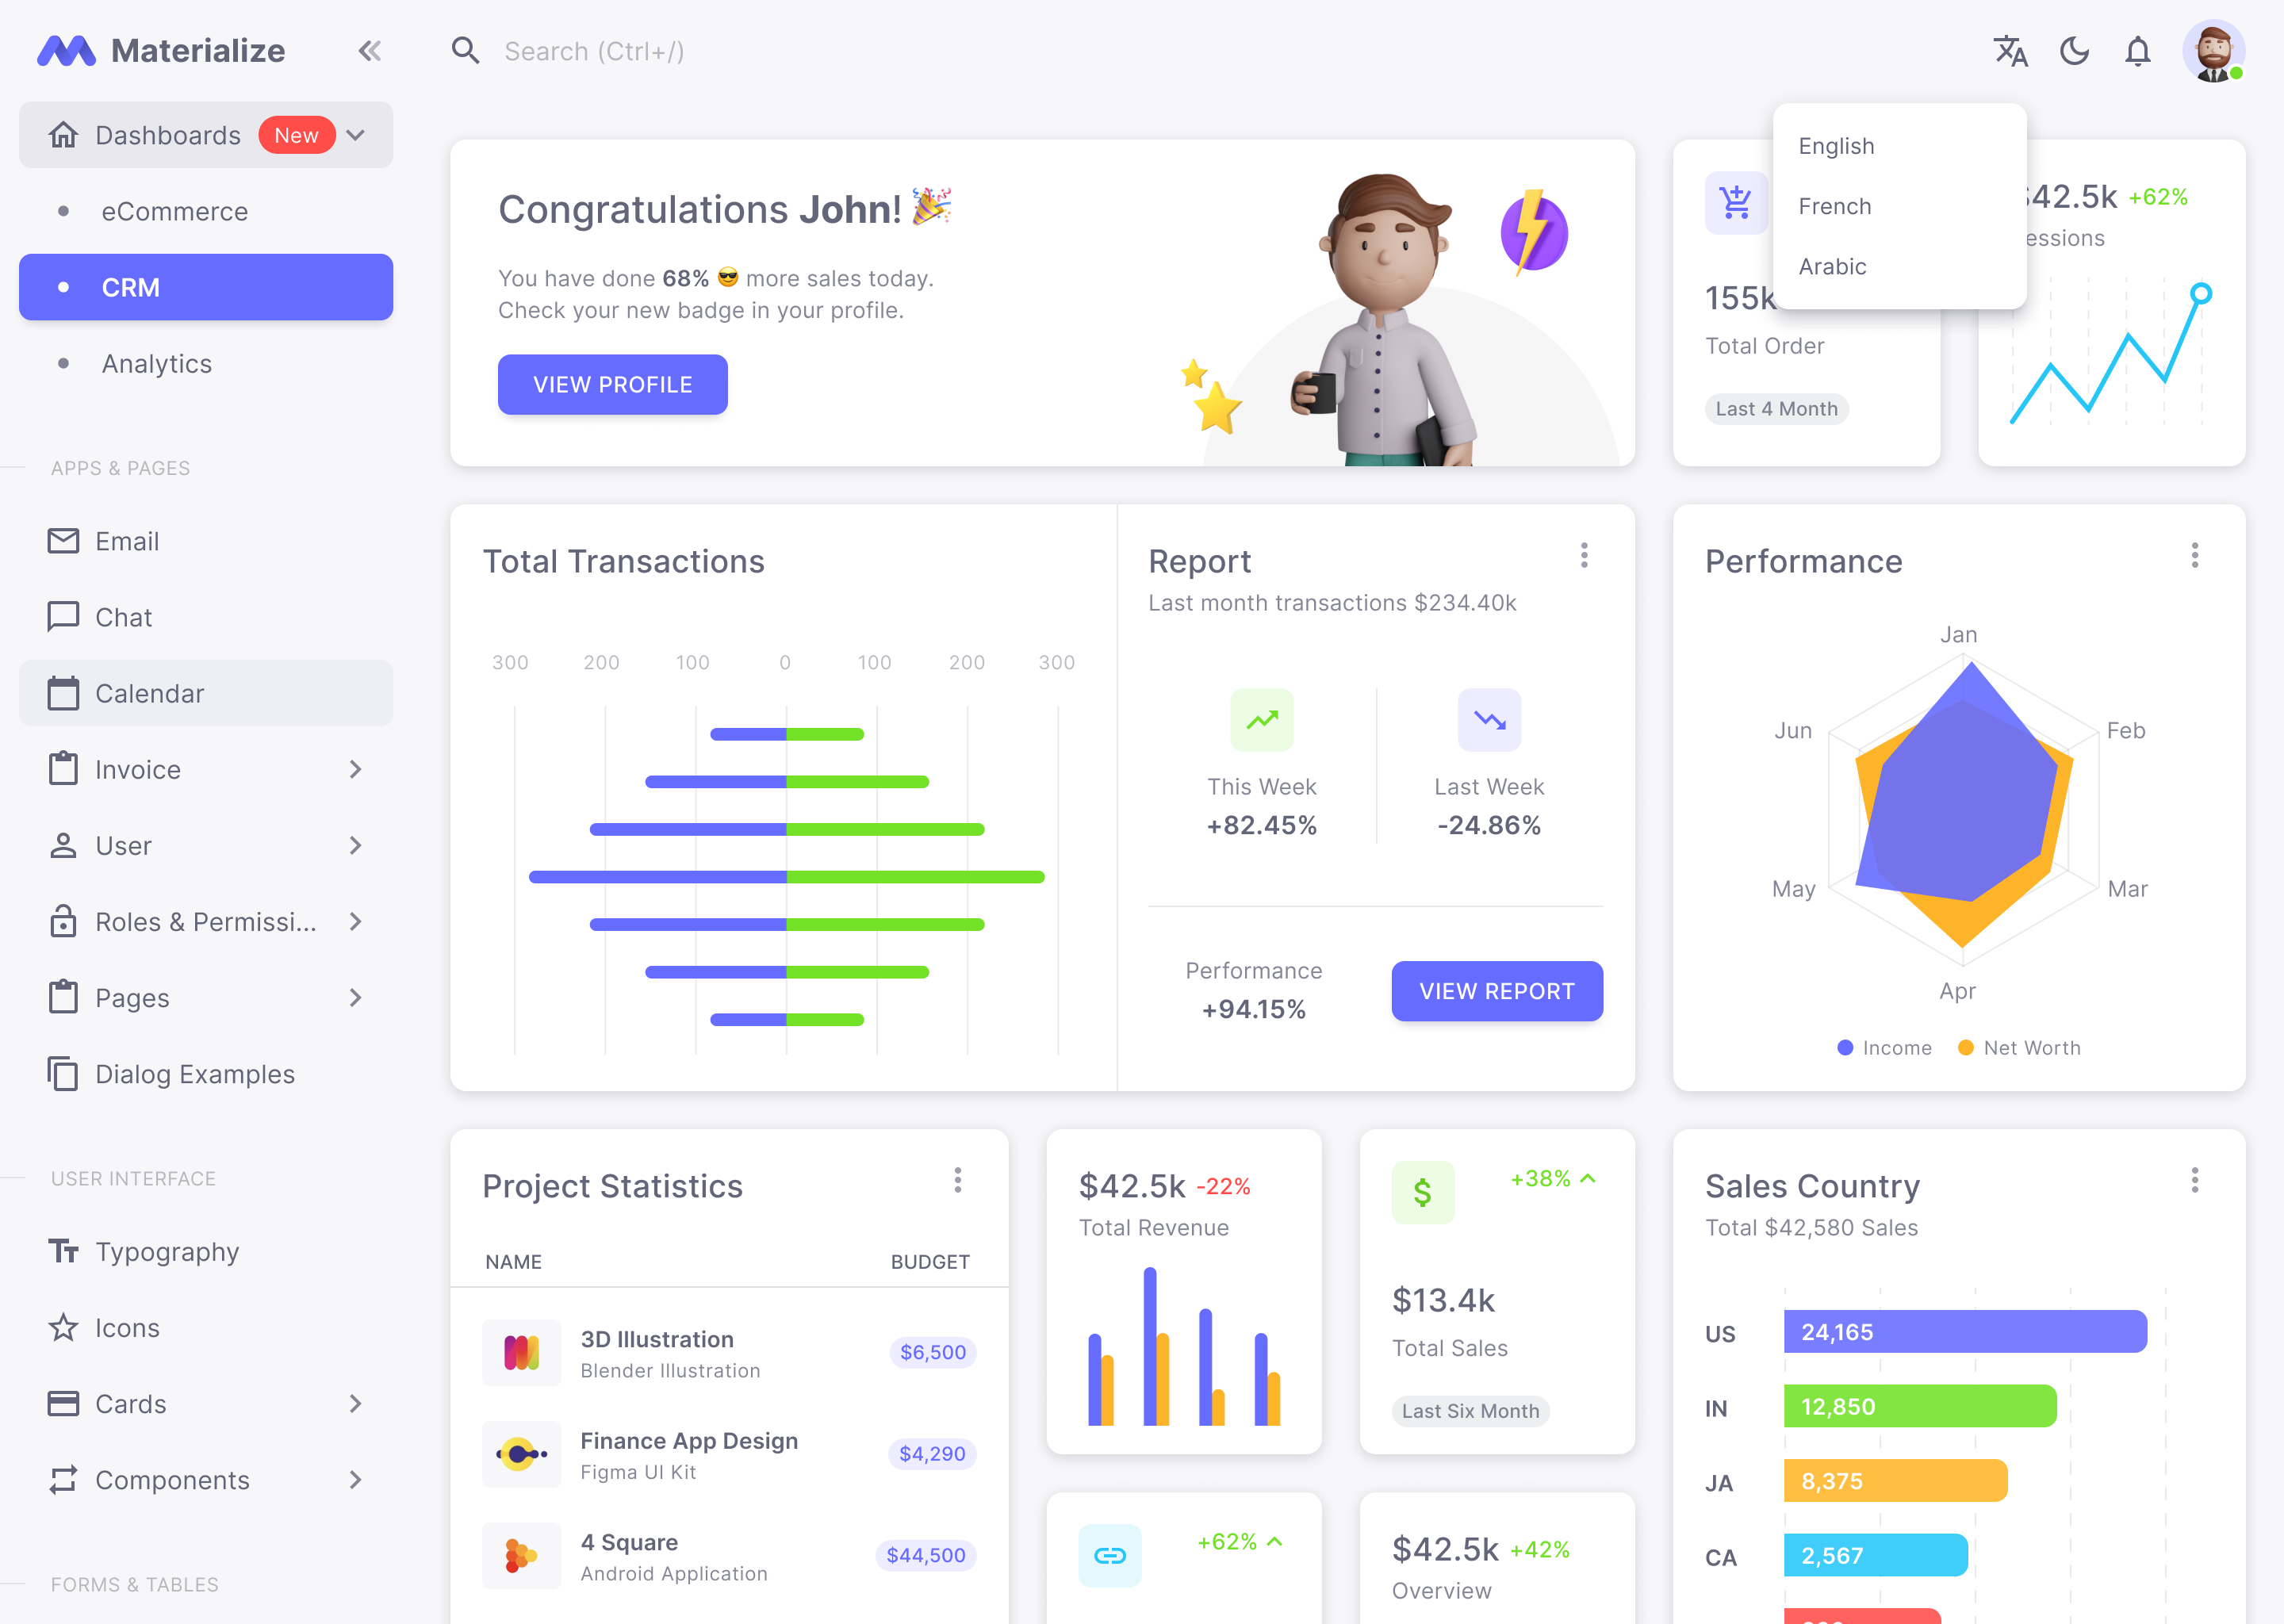 Materialize
Search (Ctrl+/)
Dashboards New
eCommerce
CRM
Analytics
APPS & PAGES
Email
Chat
Calendar
Invoice
User
Roles & Permissi...
Pages
Dialog Examples
USER INTERFACE
Typography
Icons
Cards
Components
FORMS & TABLES
English
French
Arabic
Congratulations John! 🎉
You have done 68% 😎 more sales today.
Check your new badge in your profile.
VIEW PROFILE
155k
Total Order
Last 4 Month
$42.5k +62%
essions
Total Transactions
300 200 100 0 100 200 300
Report
Last month transactions $234.40k
This Week
+82.45%
Last Week
-24.86%
Performance
+94.15%
VIEW REPORT
Performance
Jan
Feb
Mar
Apr
May
Jun
Income
Net Worth
Project Statistics
NAME BUDGET
3D Illustration
Blender Illustration
$6,500
Finance App Design
Figma UI Kit
$4,290
4 Square
Android Application
$44,500
$42.5k -22%
Total Revenue
+38%
$13.4k
Total Sales
Last Six Month
+62%
$42.5k +42%
Overview
Sales Country
Total $42,580 Sales
US 24,165
IN 12,850
JA 8,375
CA 2,567